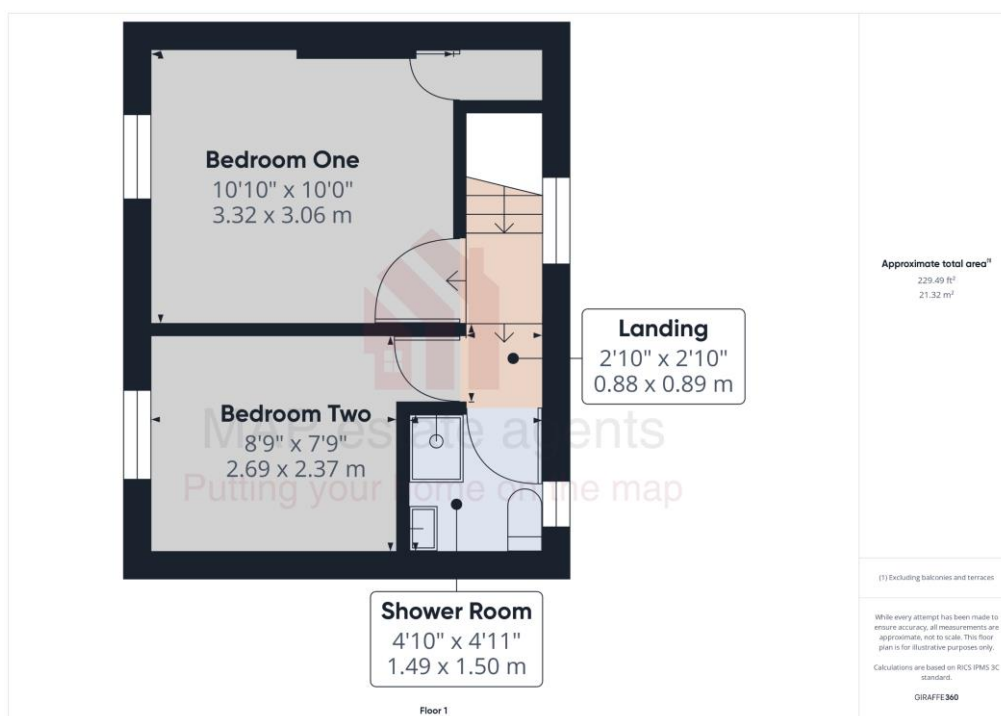 Bedroom One
10'10" x 10'0"
3.32 x 3.06 m
Landing
2'10" x 2'10"
0.88 x 0.89 m
Bedroom Two
8'9" x 7'9"
2.69 x 2.37 m
MAP estate agents
Putting your home on the map
Shower Room
4'10" x 4'11"
1.49 x 1.50 m
Floor 1
Approximate total area(1)
229.49 ft²
21.32 m²
(1) Excluding balconies and terraces
While every attempt has been made to
ensure accuracy, all measurements are
approximate, not to scale. This floor
plan is for illustrative purposes only.
Calculations are based on RICS IPMS 3C
standard.
GIRAFFE360